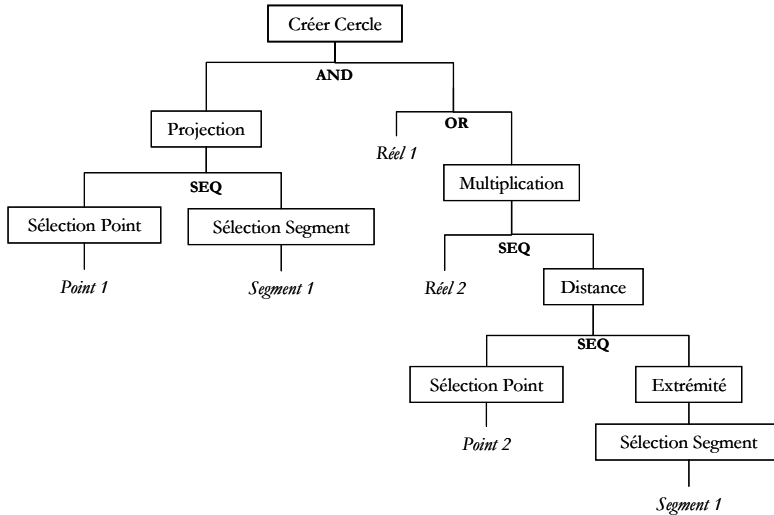 Créer Cercle
AND
Projection
OR
Réel 1
Multiplication
SEQ
Sélection Point
Sélection Segment
SEQ
Point 1
Segment 1
Réel 2
Distance
SEQ
Sélection Point
Extrémité
Point 2
Sélection Segment
Segment 1